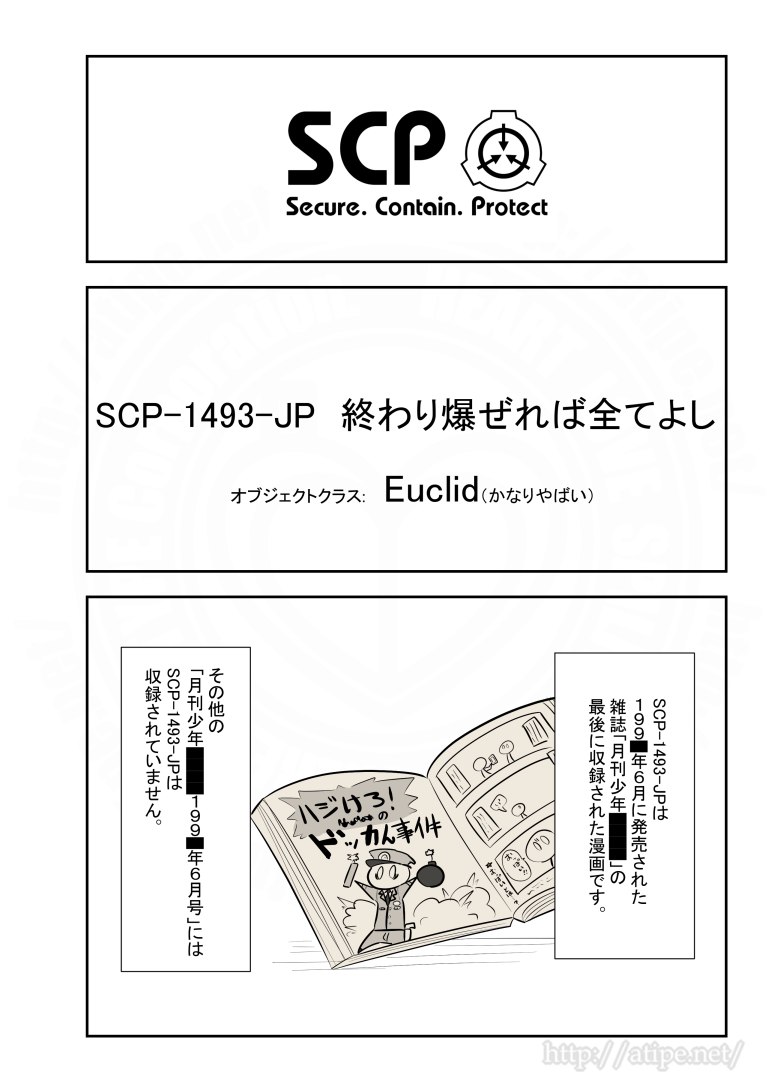 SCP
Secure. Contain. Protect
SCP-1493-JP 終わり爆ぜれば全てよし
オブジェクトクラス: Euclid(かなりやばい)
SCP-1493-JPは
199■年6月に発売された
雑誌「月刊少年■■■■」の
最後に収録された漫画です。
ハジけろ!
の
ドッカん事件
その他の
「月刊少年■■■■199■年6月号」には
SCP-1493-JPは
収録されていません。
http://atipe.net/